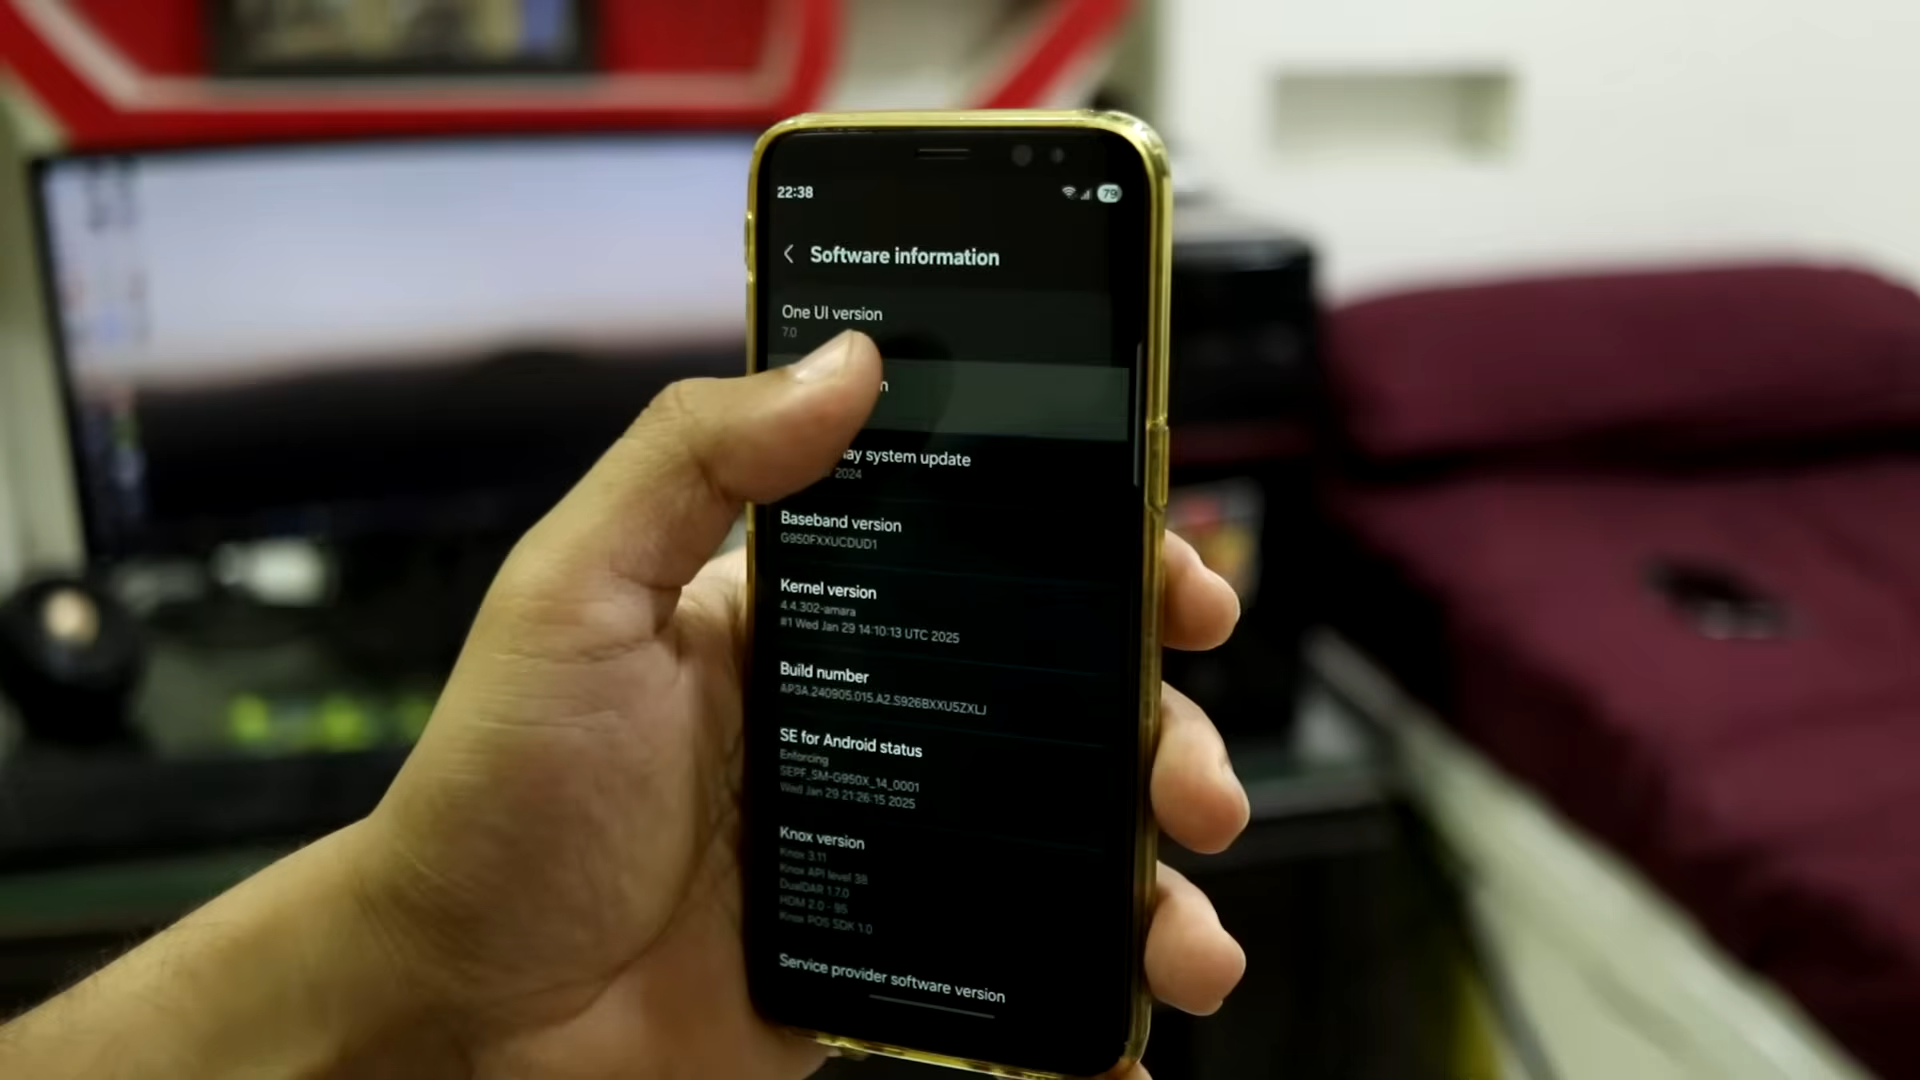 22:38
79
Software information
One UI version
7.0
n
ay system update
2024
Baseband version
G950FXXUCDUD1
Kernel version
4.4.302-amara
#1 Wed Jan 29 14:10:13 UTC 2025
Build number
AP3A.240905.015.A2.S926BXXU5ZXLJ
SE for Android status
Enforcing
SEPF_SM-G950X_14_0001
Wed Jan 29 21:26:15 2025
Knox version
Knox 3.11
Knox API level 38
DualDAR 1.7.0
HDM 2.0 - 95
Knox POS SDK 1.0
Service provider software version